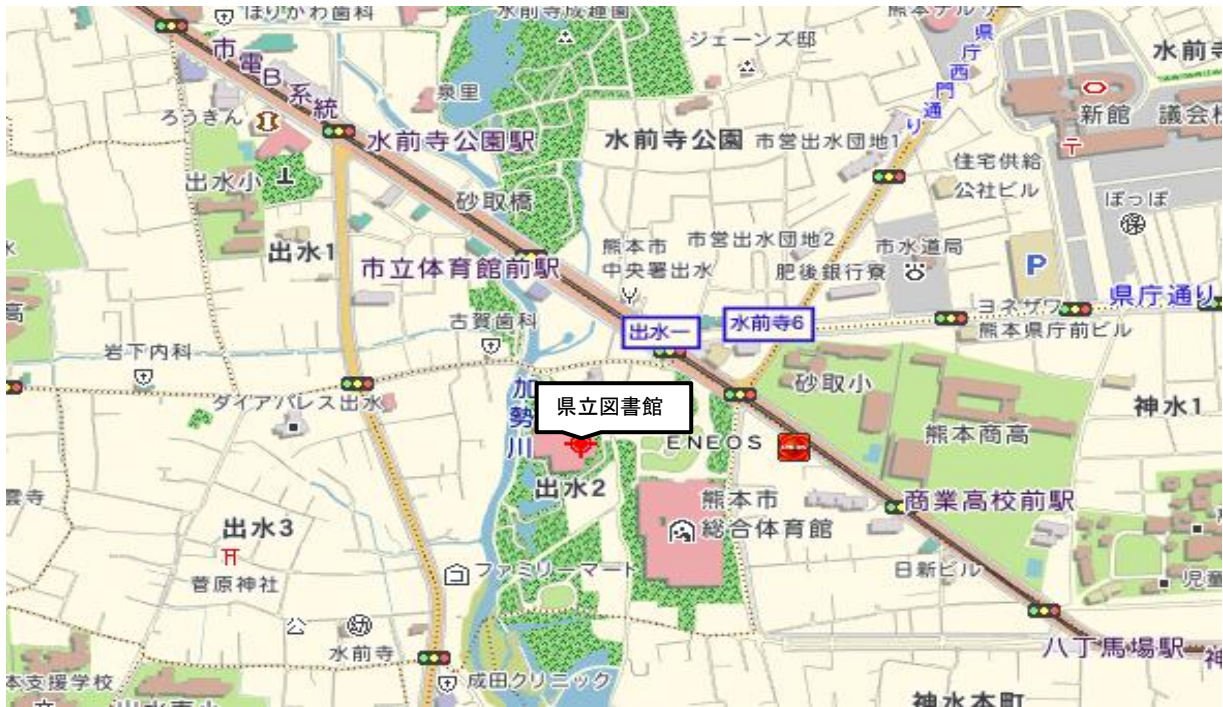 ほりかわ歯科
水前寺成趣園
熊本テルサ
ジェーンズ邸
県庁西門通り
水前寺
市電B系統
泉里
新館
議会棟
ろうきん
水前寺公園駅
水前寺公園
市営出水団地1
住宅供給
公社ビル
出水小
砂取橋
ぽっぽ
出水1
市立体育館前駅
熊本市
中央署出水
市営出水団地2
肥後銀行寮
市水道局
P
県庁通り
ヨネザワ
熊本県庁前ビル
高
古賀歯科
出水一
水前寺6
岩下内科
ダイアパレス出水
加勢川
県立図書館
砂取小
神水1
ENEOS
熊本商高
出水2
雲寺
出水3
熊本市
総合体育館
商業高校前駅
菅原神社
ファミリーマート
日新ビル
児童
公
水前寺
八丁馬場駅
神
本支援学校
成田クリニック
神水本町